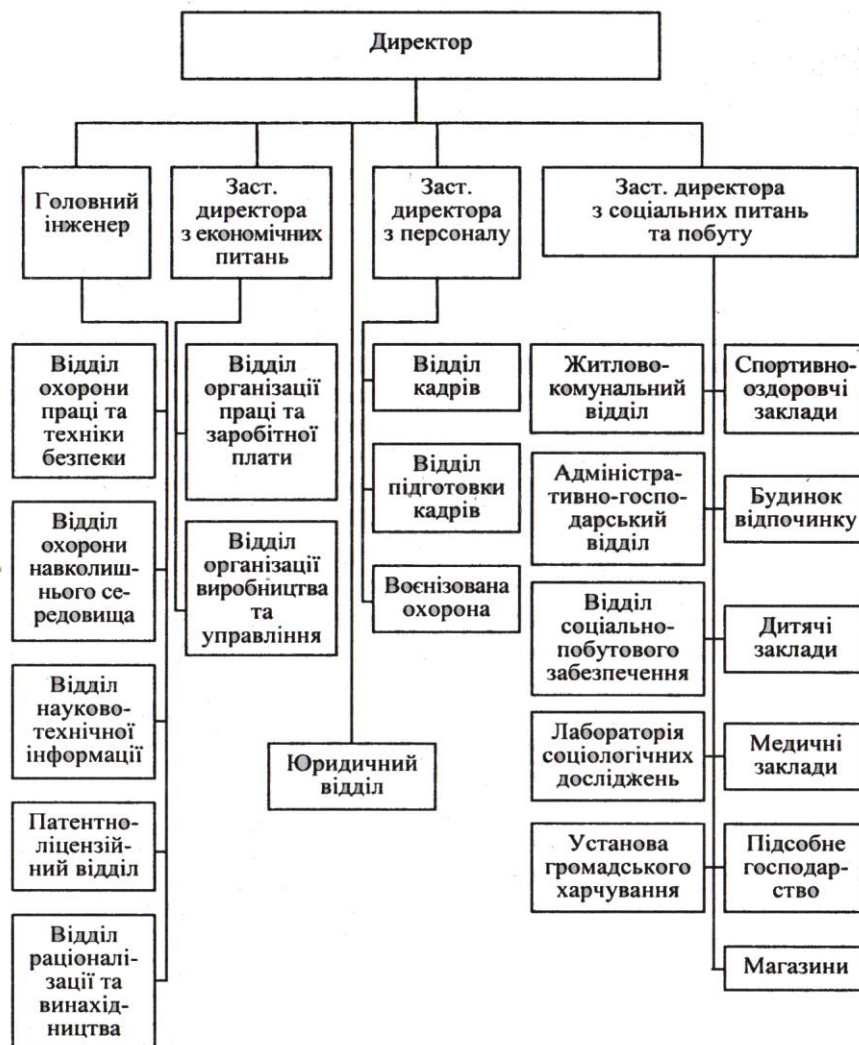 Директор
Головний
інженер
Заст.
директора
з економічних
питань
Заст.
директора
з персоналу
Заст. директора
з соціальних питань
та побуту
Відділ
охорони
праці та
техніки
безпеки
Відділ
охорони
навколиш-
нього се-
редовища
Відділ
науково-
технічної
інформації
Патентно-
ліцензій-
ний відділ
Відділ
раціоналі-
зації та
винахід-
ництва
Відділ
організації
праці та
заробітної
плати
Відділ
організації
виробництва
та
управління
Юридичний
відділ
Відділ
кадрів
Відділ
підготовки
кадрів
Воєнізована
охорона
Житлово-
комунальний
відділ
Адміністра-
тивно-госпо-
дарський
відділ
Відділ
соціально-
побутового
забезпечення
Лабораторія
соціологічних
досліджень
Установа
громадського
харчування
Спортивно-
оздоровчі
заклади
Будинок
відпочинку
Дитячі
заклади
Медичні
заклади
Підсобне
господар-
ство
Магазини